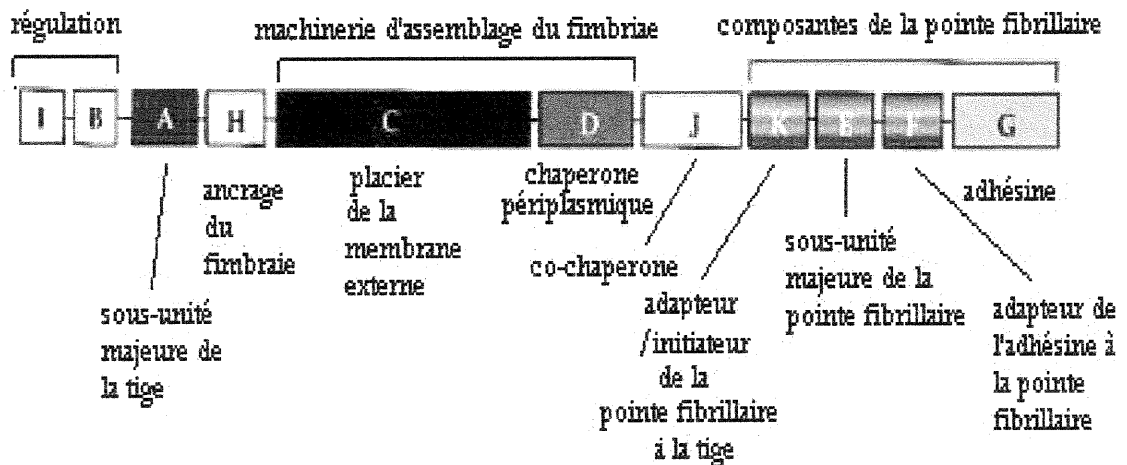 régulation
machinerie d'assemblage du fimbriae
composantes de la pointe fibrillaire
I B A H C D J K E F G
ancrage
du
fimbraie
placier
de la
membrane
externe
chaperone
périplasmique
adhésine
co-chaperone
sous-unité
majeure de la
pointe fibrillaire
sous-unité
majeure de
la tige
adapteur
/initiateur
de la
pointe fibrillaire
à la tige
adapteur de
l'adhésine à
la pointe
fibrillaire